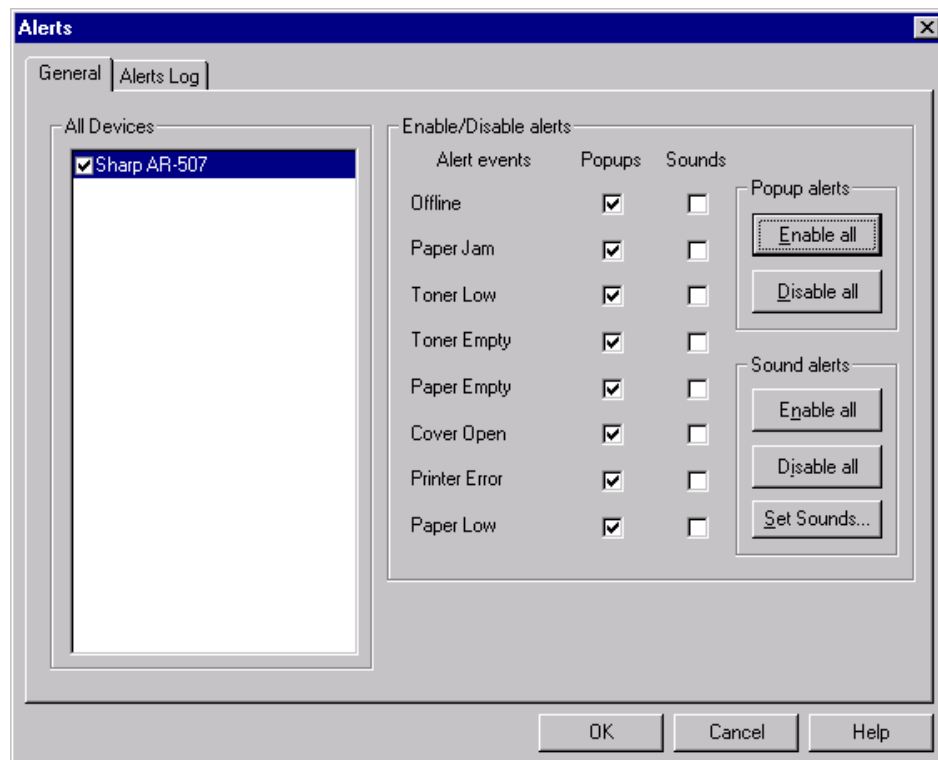 Alerts
General Alerts Log
All Devices
Sharp AR-507
Enable/Disable alerts
Alert events Popups Sounds
Offline
Paper Jam
Toner Low
Toner Empty
Paper Empty
Cover Open
Printer Error
Paper Low
Popup alerts
Enable all
Disable all
Sound alerts
Enable all
Disable all
Set Sounds...
OK Cancel Help